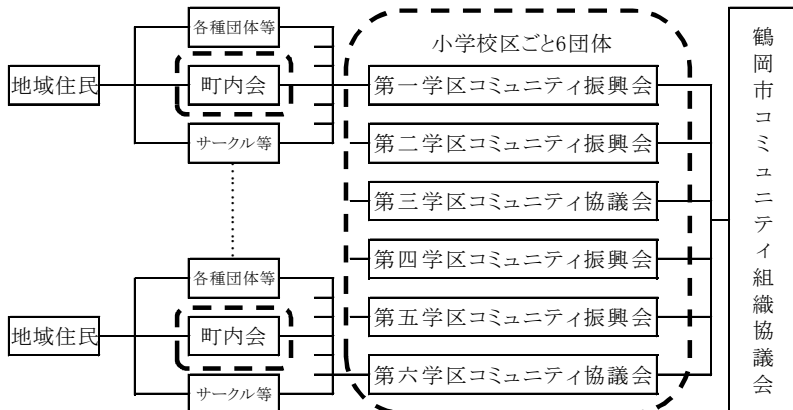 各種団体等
小学校区ごと6団体
地域住民
町内会
第一学区コミュニティ振興会
サークル等
第二学区コミュニティ振興会
第三学区コミュニティ協議会
第四学区コミュニティ振興会
各種団体等
第五学区コミュニティ振興会
地域住民
町内会
第六学区コミュニティ協議会
サークル等
鶴岡市コミュニティ組織協議会